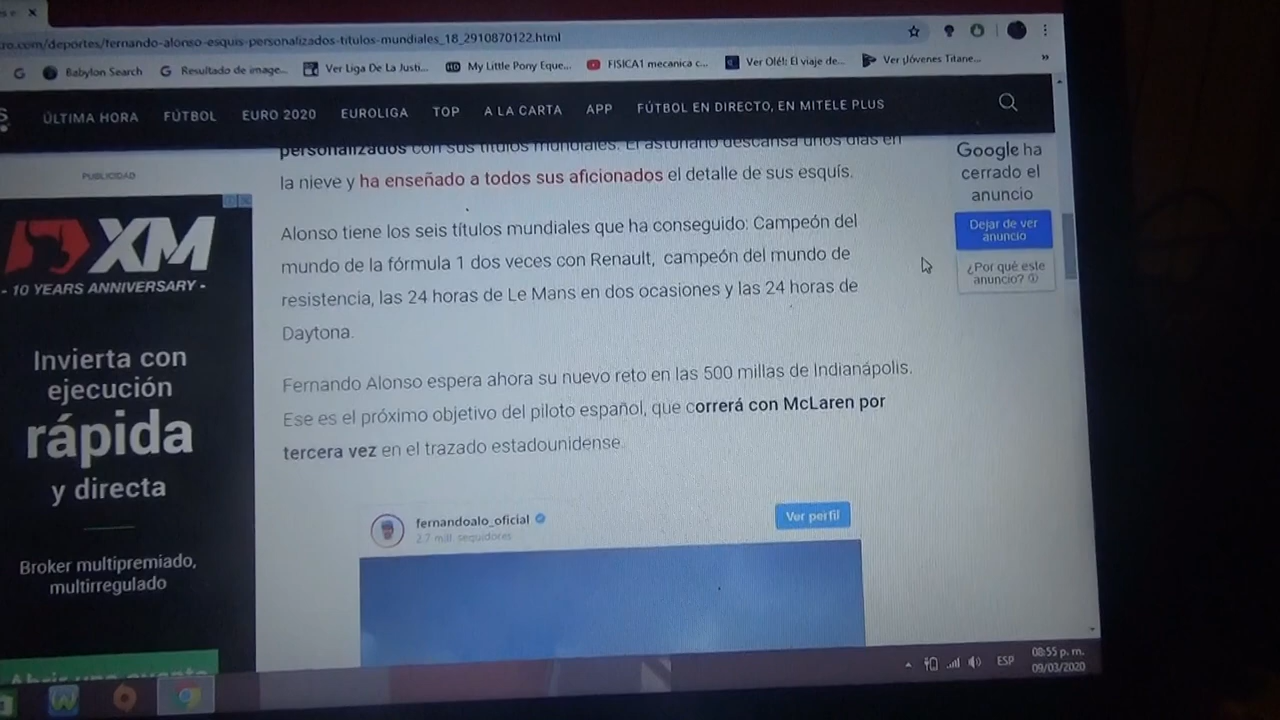 ro.com/deportes/fernando-alonso-esquis-personalizados-titulos-mundiales_18_2910870122.html
Babylon Search
Resultado de image...
Ver Liga De La Justi...
My Little Pony Eque...
FISICA1 mecanica c...
Ver Olé!: El viaje de...
Ver ¡Jóvenes Titane...
»
ÚLTIMA HORA
FÚTBOL
EURO 2020
EUROLIGA
TOP
A LA CARTA
APP
FÚTBOL EN DIRECTO, EN MITELE PLUS
PUBLICIDAD
XM
- 10 YEARS ANNIVERSARY -
Invierta con
ejecución
rápida
y directa
Broker multipremiado,
multirregulado
Abrir una cuenta
personalizados con sus títulos mundiales. El asturiano descansa unos días en
la nieve y ha enseñado a todos sus aficionados el detalle de sus esquís.
Alonso tiene los seis títulos mundiales que ha conseguido: Campeón del
mundo de la fórmula 1 dos veces con Renault, campeón del mundo de
resistencia, las 24 horas de Le Mans en dos ocasiones y las 24 horas de
Daytona.
Fernando Alonso espera ahora su nuevo reto en las 500 millas de Indianápolis.
Ese es el próximo objetivo del piloto español, que correrá con McLaren por
tercera vez en el trazado estadounidense.
fernandoalo_oficial
2.7 mill. seguidores
Ver perfil
Google ha
cerrado el
anuncio
Dejar de ver
anuncio
¿Por qué este
anuncio?
ESP
08:55 p. m.
09/03/2020